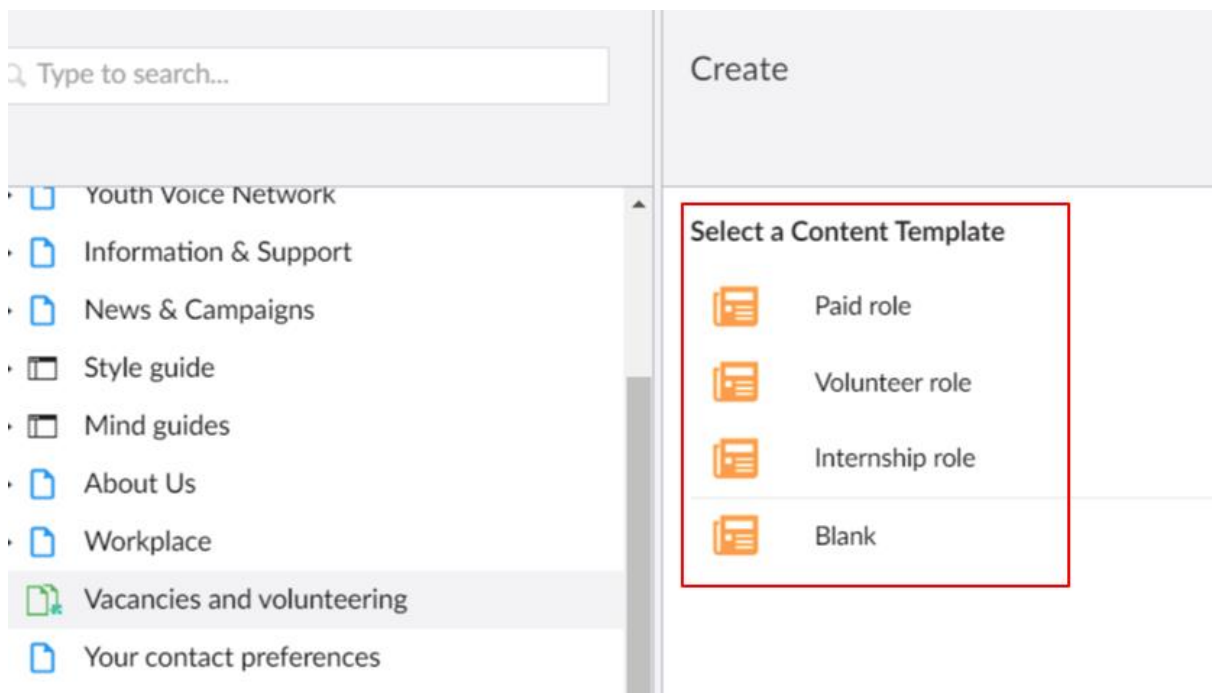 Type to search...
Youth Voice Network
Information & Support
News & Campaigns
Style guide
Mind guides
About Us
Workplace
Vacancies and volunteering
Your contact preferences
Create
Select a Content Template
Paid role
Volunteer role
Internship role
Blank